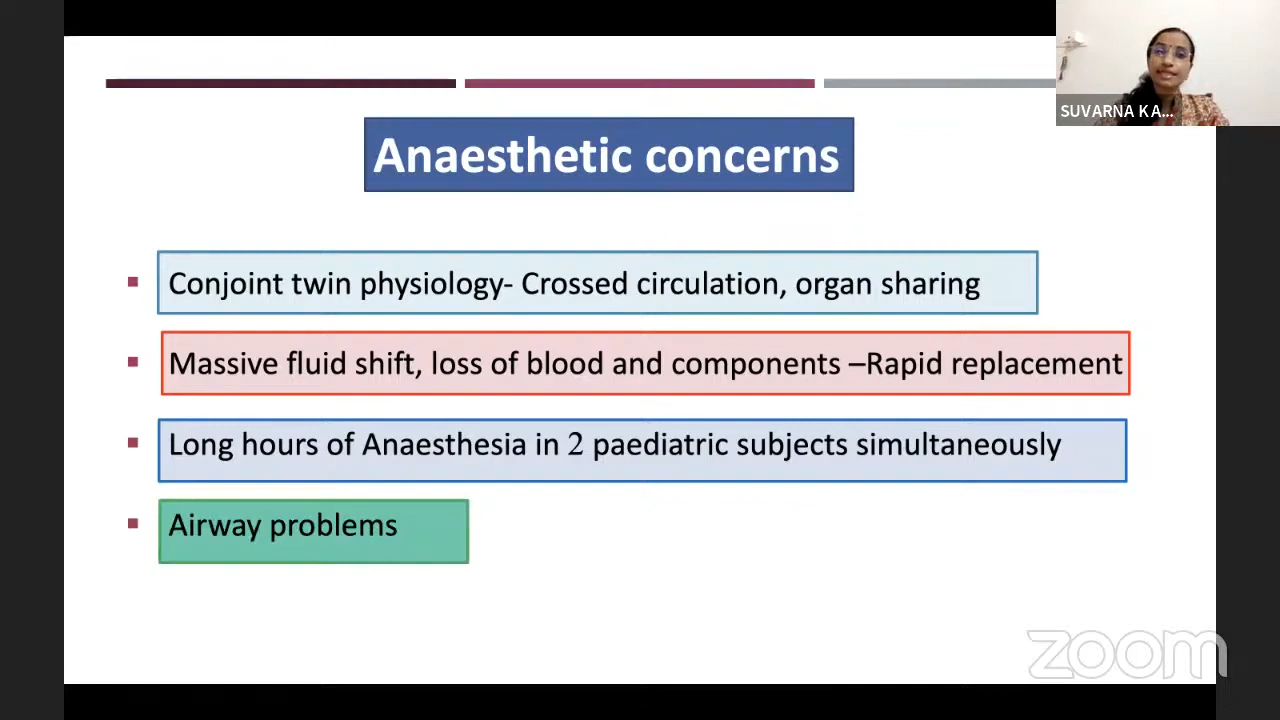 SUVARNA K A...
Anaesthetic concerns
Conjoint twin physiology- Crossed circulation, organ sharing
Massive fluid shift, loss of blood and components –Rapid replacement
Long hours of Anaesthesia in 2 paediatric subjects simultaneously
Airway problems
zoom